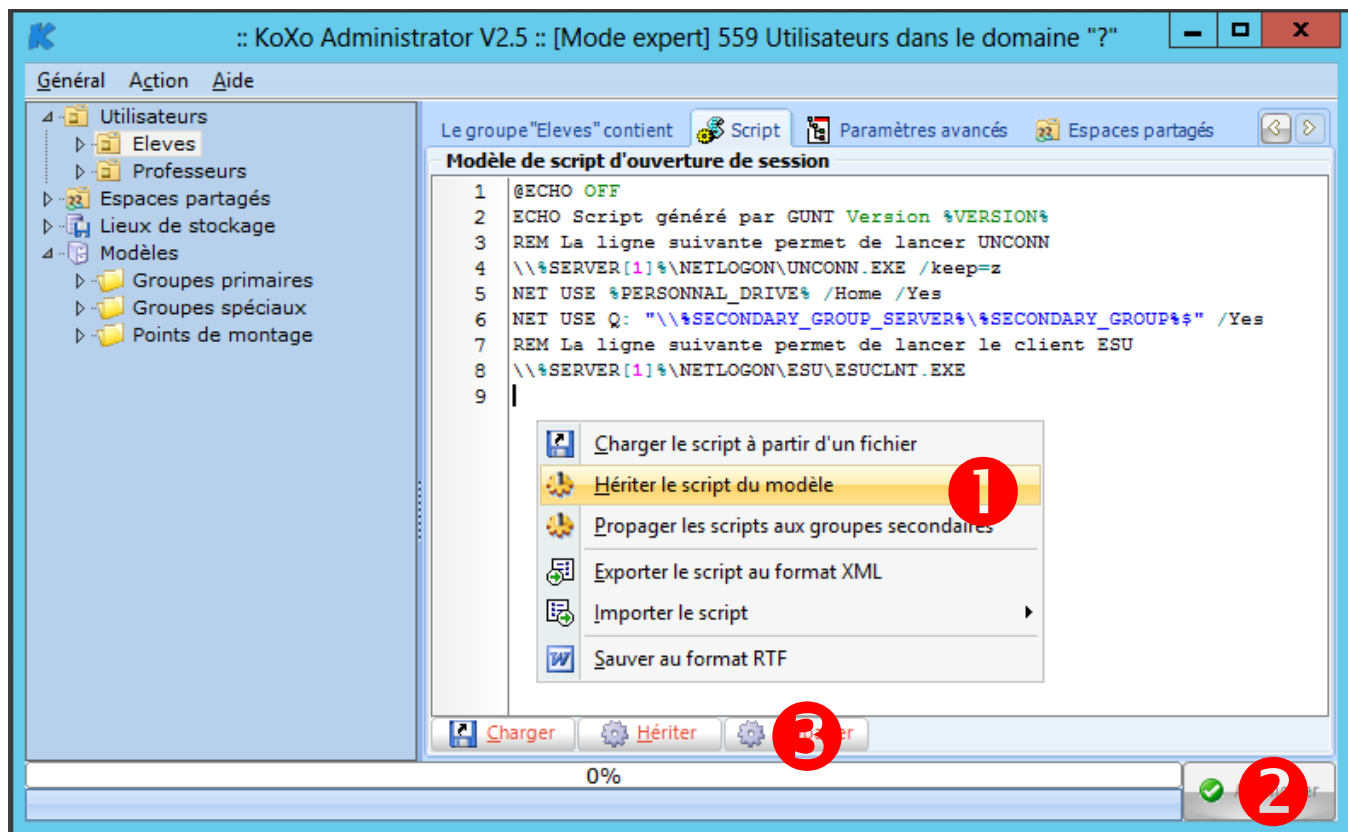 :: KoXo Administrator V2.5 :: [Mode expert] 559 Utilisateurs dans le domaine "?"
Général Action Aide
Utilisateurs
Eleves
Professeurs
Espaces partagés
Lieux de stockage
Modèles
Groupes primaires
Groupes spéciaux
Points de montage
Le groupe"Eleves" contient Script Paramètres avancés Espaces partagés
Modèle de script d'ouverture de session
1 @ECHO OFF
2 ECHO Script généré par GUNT Version %VERSION%
3 REM La ligne suivante permet de lancer UNCONN
4 \\%SERVER[1]%\NETLOGON\UNCONN.EXE /keep=z
5 NET USE %PERSONNAL_DRIVE% /Home /Yes
6 NET USE Q: "\\%SECONDARY_GROUP_SERVER%\%SECONDARY_GROUP%$" /Yes
7 REM La ligne suivante permet de lancer le client ESU
8 \\%SERVER[1]%\NETLOGON\ESU\ESUCLNT.EXE
9
Charger le script à partir d'un fichier
Hériter le script du modèle 1
Propager les scripts aux groupes secondaires
Exporter le script au format XML
Importer le script
Sauver au format RTF
Charger Hériter 3
0%
2